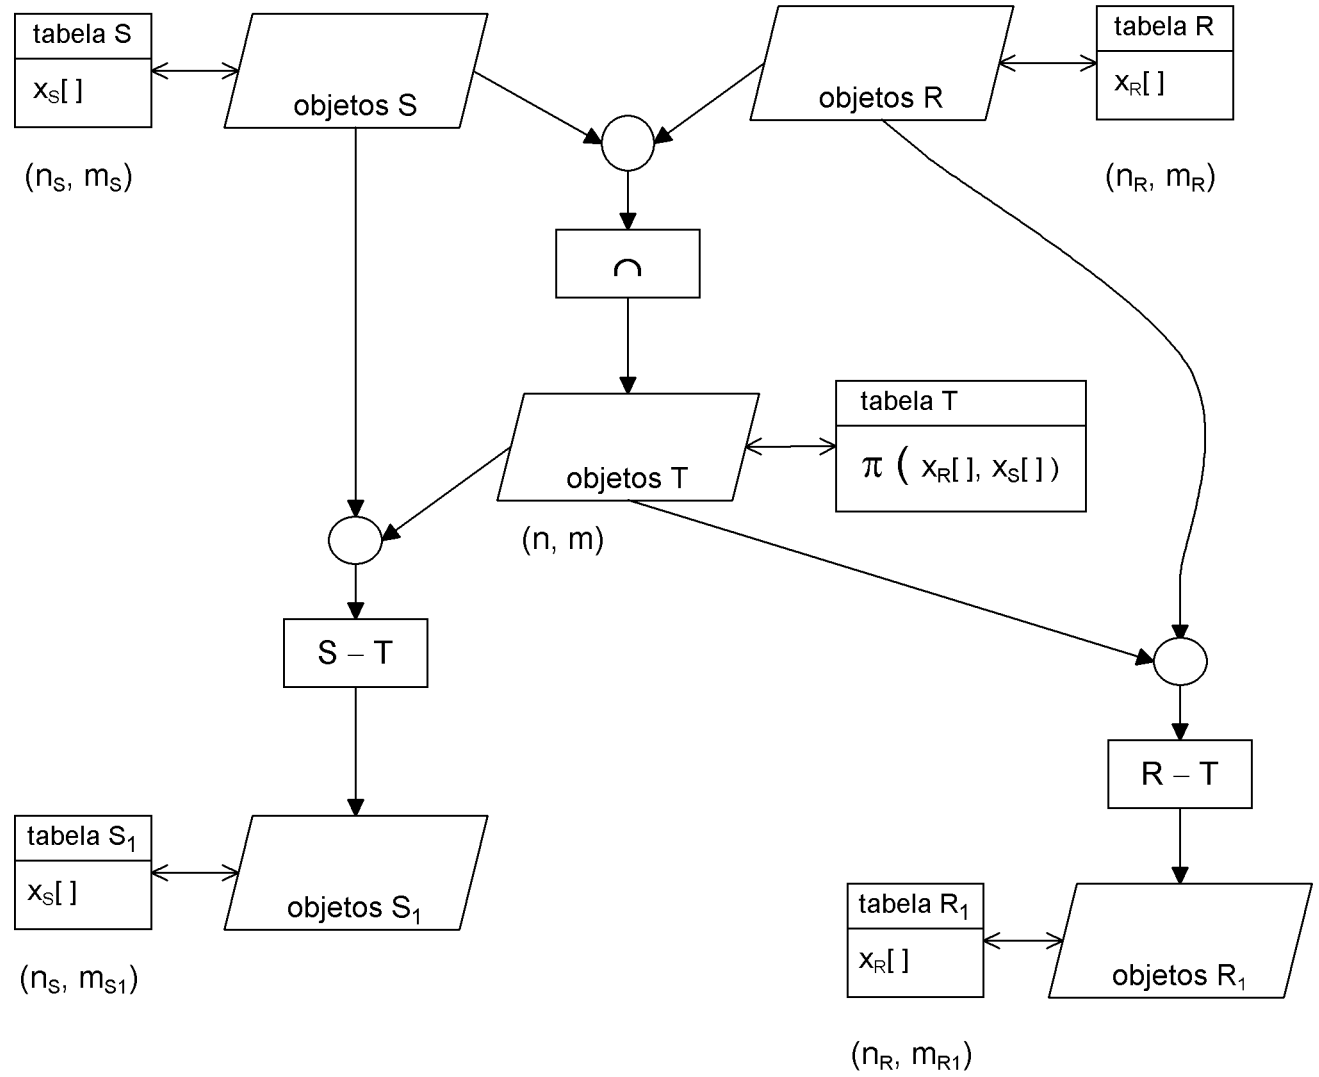 tabela S
xS[ ]
objetos S
objetos R
tabela R
xR[ ]
(nS, mS)
(nR, mR)
∩
tabela T
π ( xR[ ], xS[ ] )
objetos T
(n, m)
S – T
R – T
tabela S1
xS[ ]
objetos S1
(nS, mS1)
tabela R1
xR[ ]
objetos R1
(nR, mR1)